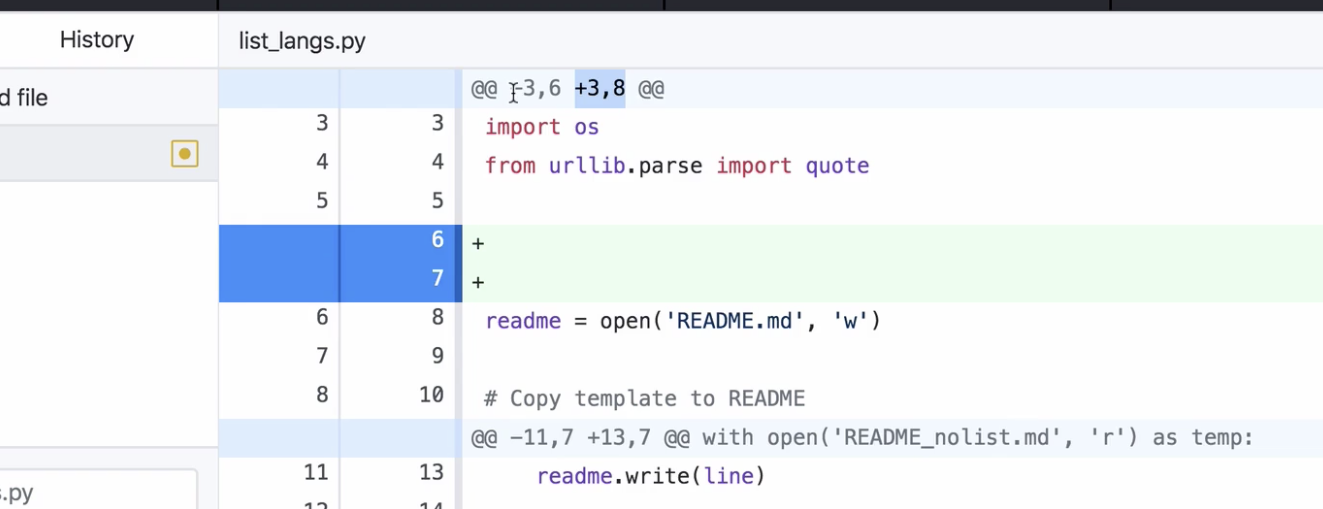 History list_langs.py
@@ -3,6 +3,8 @@
d file
3 3 import os
4 4 from urllib.parse import quote
5 5
6 +
7 +
6 8 readme = open('README.md', 'w')
7 9
8 10 # Copy template to README
@@ -11,7 +13,7 @@ with open('README_nolist.md', 'r') as temp:
11 13 readme.write(line)
s.py
12 14